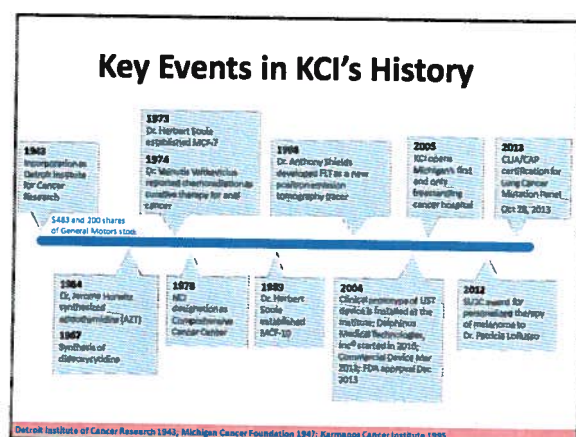 Key Events in KCI's History
1943
Incorporation as
Detroit Institute
for Cancer
Research
$483 and 200 shares
of General Motors stock
1973
Dr. Herbert Soule
established MCF-7
1974
reported chemoradiation as
curative therapy for anal
cancer
Dr. Anthony Shields
developed FLT as a new
positron emission
tomography tracer
2005
KCI opens
Michigan's first
and only
freestanding
cancer hospital
2013
CLIA/CAP
certification for
Lung Cancer
Mutation Panel
Oct 28, 2013
1964
Dr. Jerome Horwitz
synthesized
azidothymidine (AZT)
1967
Synthesis of
dideoxycytidine
1978
NCI
designation as
Comprehensive
Cancer Center
1989
Dr. Herbert
Soule
established
MCF-10
Clinical prototype of UST
device is installed at the
Institute; Delphinus
Medical Technologies,
Inc started in 2010;
Commercial Device Mar
2013; FDA approval Dec
2013
2012
SU2C award for
personalized therapy
of melanoma to
Dr. Patricia LoRusso
Detroit Institute of Cancer Research 1943; Michigan Cancer Foundation 1947; Karmanos Cancer Institute 1995